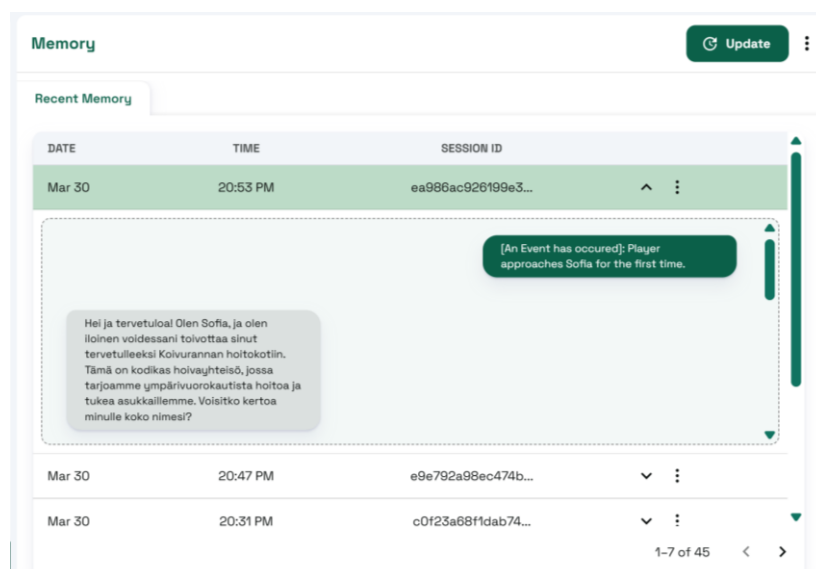 Memory
Update
Recent Memory
DATE TIME SESSION ID
Mar 30 20:53 PM ea986ac926199e3...
[An Event has occured]: Player
approaches Sofia for the first time.
Hei ja tervetuloa! Olen Sofia, ja olen
iloinen voidessani toivottaa sinut
tervetulleeksi Koivurannan hoitokotiin.
Tämä on kodikas hoivayhteisö, jossa
tarjoamme ympärivuorokautista hoitoa ja
tukea asukkaillemme. Voisitko kertoa
minulle koko nimesi?
Mar 30 20:47 PM e9e792a98ec474b...
Mar 30 20:31 PM c0f23a68f1dab74...
1–7 of 45